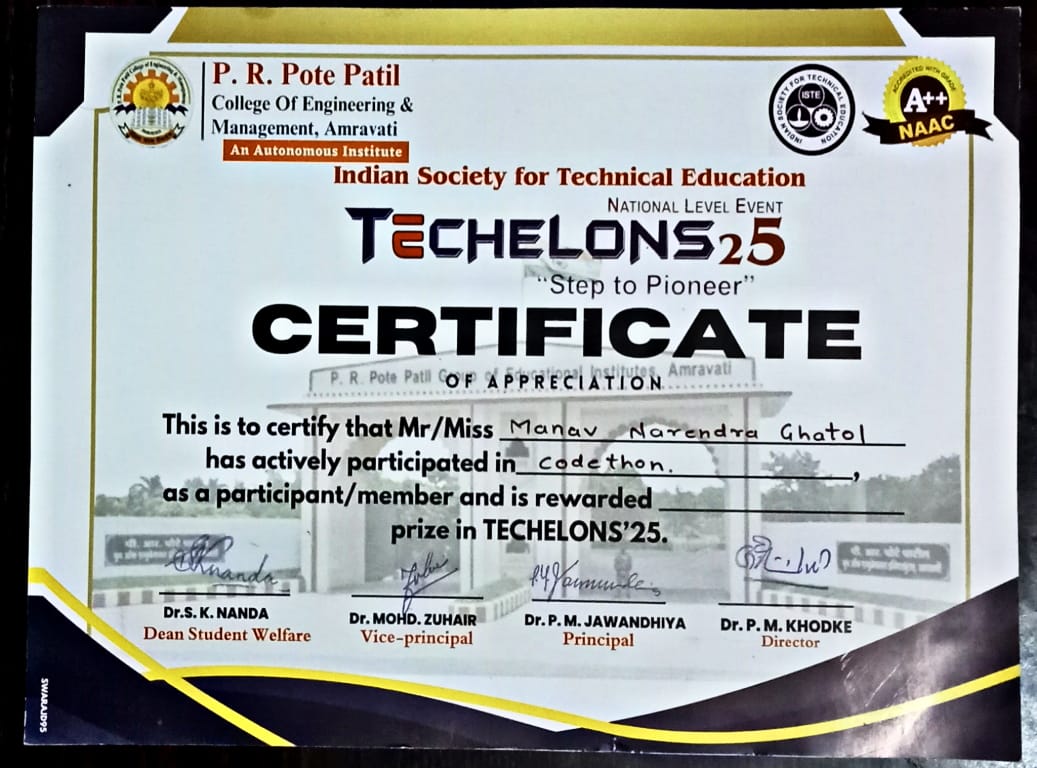 P. R. Pote Patil
College Of Engineering &
Management, Amravati
An Autonomous Institute
INDIAN SOCIETY FOR TECHNICAL EDUCATION
ISTE
ACCREDITED WITH GRADE
A++
NAAC
Indian Society for Technical Education
NATIONAL LEVEL EVENT
TECHELONS25
"Step to Pioneer"
CERTIFICATE
P. R. Pote Patil Group of Educational Institutes, Amravati
OF APPRECIATION
This is to certify that Mr/Miss Manav Narendra Ghatol
has actively participated in codethon.,
as a participant/member and is rewarded
prize in TECHELONS'25.
Dr.S. K. NANDA
Dean Student Welfare
Dr. MOHD. ZUHAIR
Vice-principal
Dr. P. M. JAWANDHIYA
Principal
Dr. P. M. KHODKE
Director
SWARAJD95